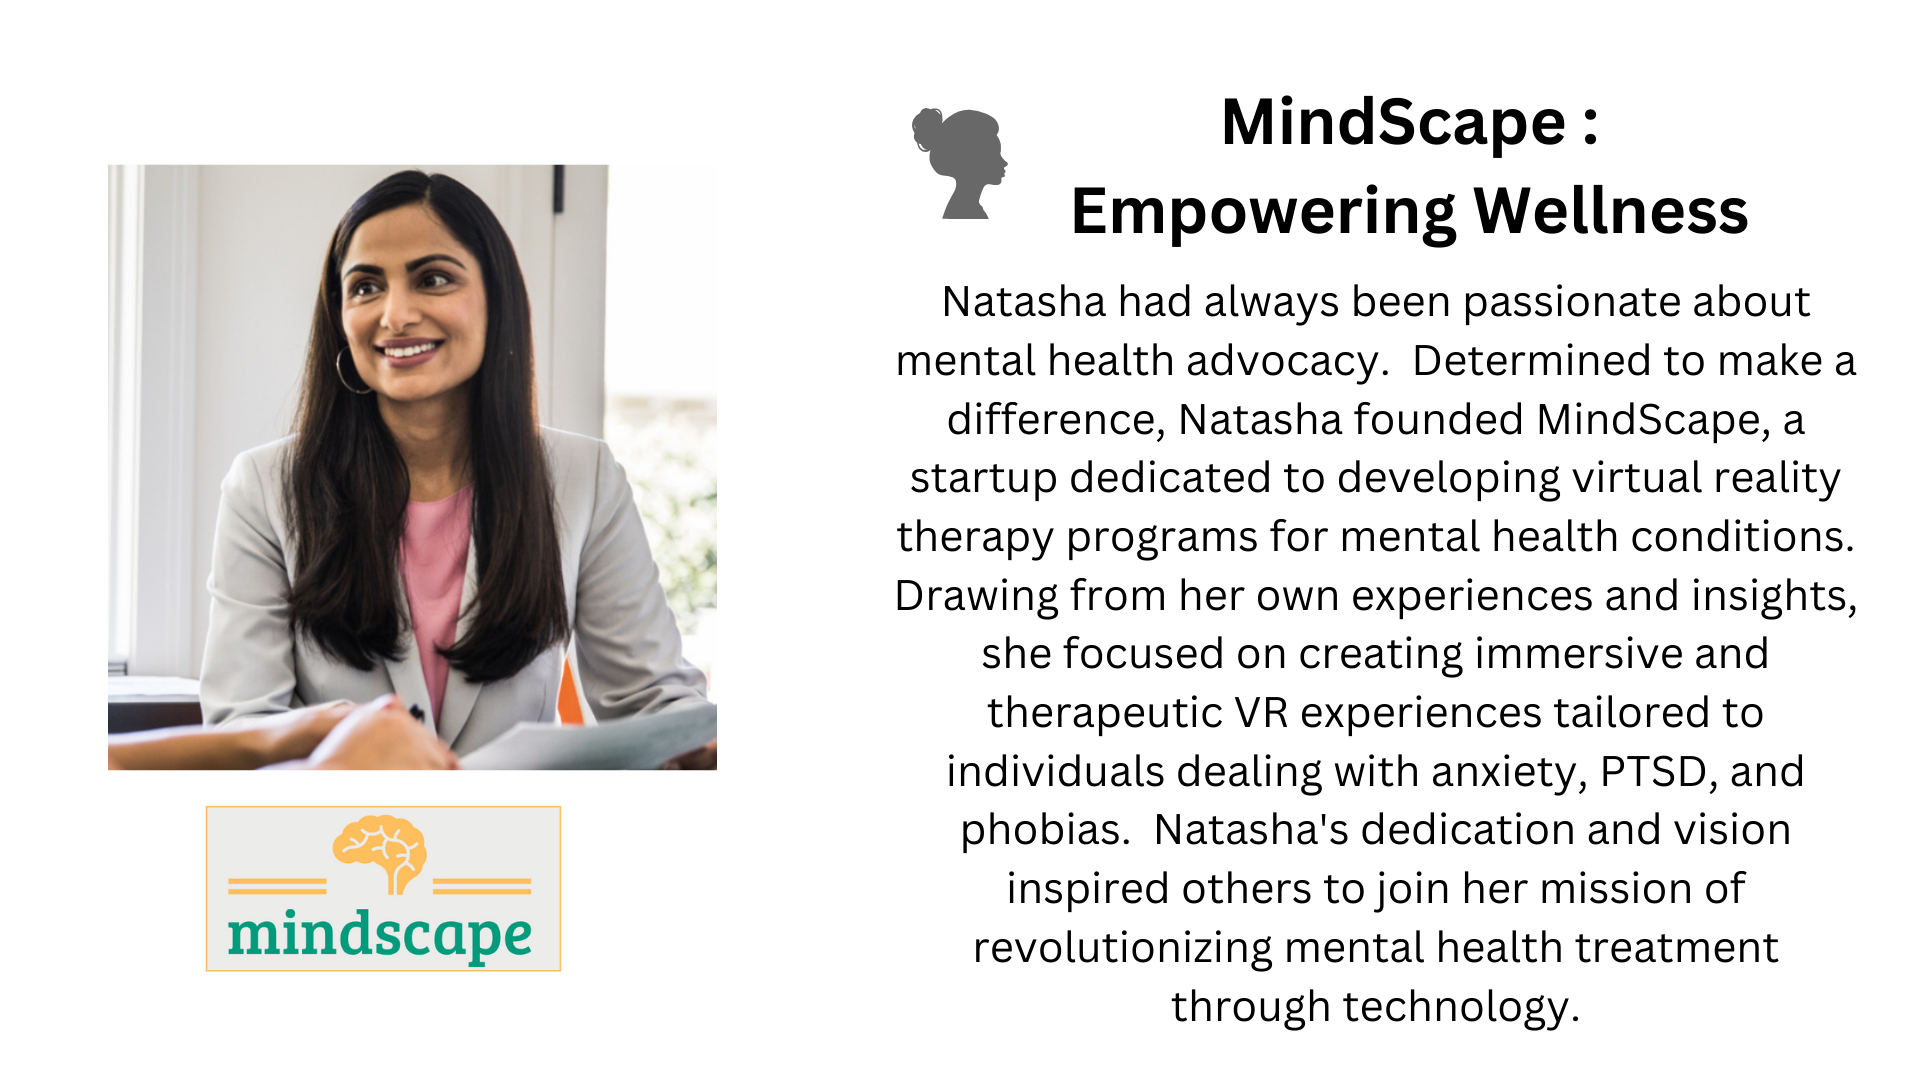 MindScape :
Empowering Wellness
Natasha had always been passionate about
mental health advocacy.  Determined to make a
difference, Natasha founded MindScape, a
startup dedicated to developing virtual reality
therapy programs for mental health conditions.
Drawing from her own experiences and insights,
she focused on creating immersive and
therapeutic VR experiences tailored to
individuals dealing with anxiety, PTSD, and
phobias.  Natasha's dedication and vision
inspired others to join her mission of
revolutionizing mental health treatment
through technology.
mindscape